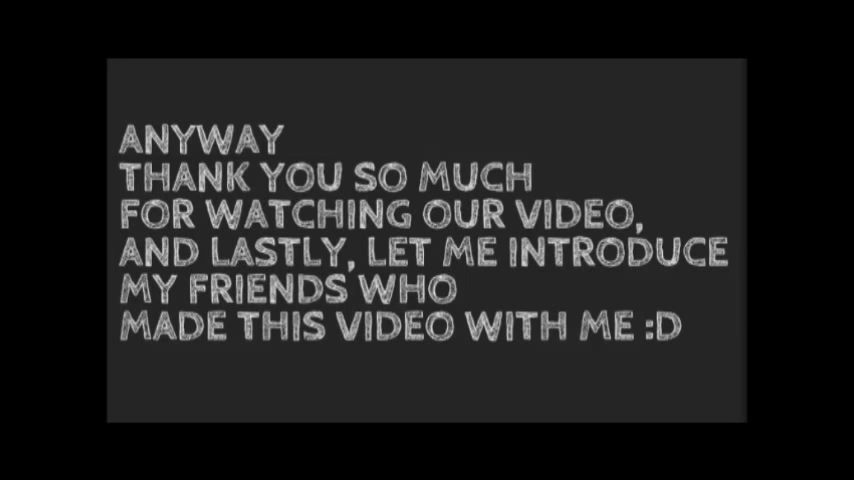 ANYWAY
THANK YOU SO MUCH
FOR WATCHING OUR VIDEO,
AND LASTLY, LET ME INTRODUCE
MY FRIENDS WHO
MADE THIS VIDEO WITH ME :D